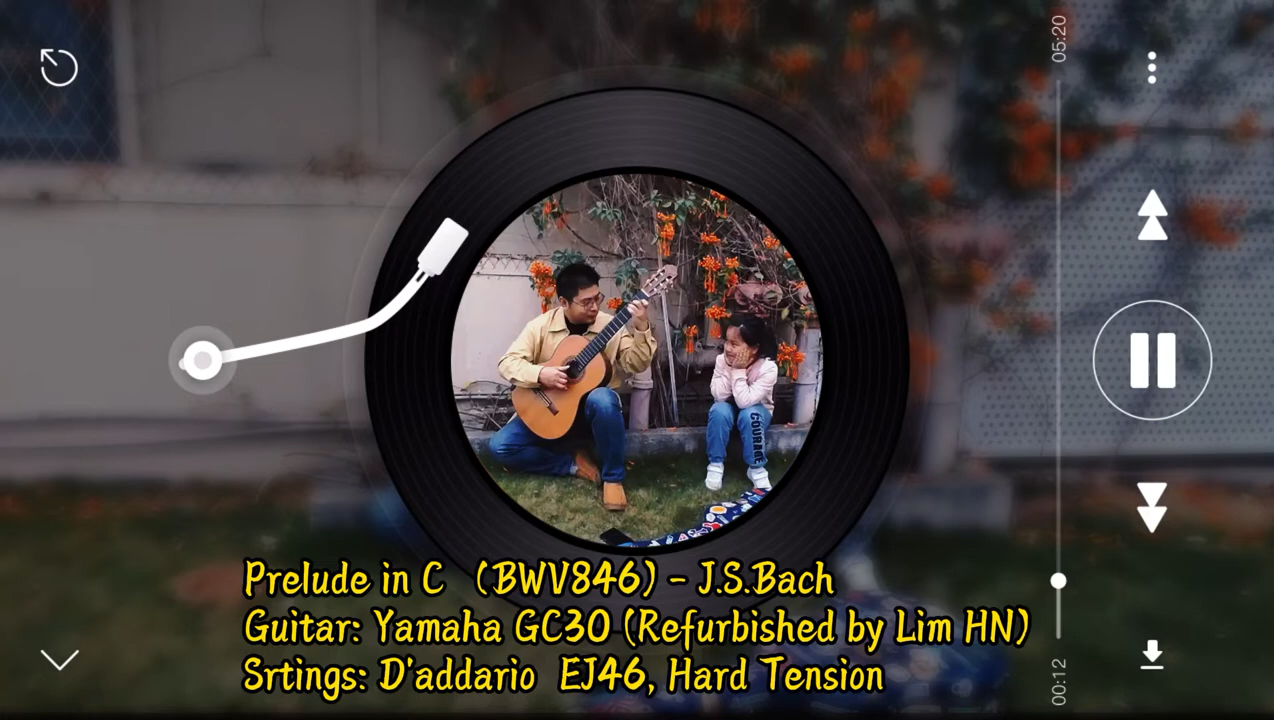 05:20
COURAGE
Prelude in C (BWV846) - J.S.Bach
Guitar: Yamaha GC30 (Refurbished by Lim HN)
Srtings: D'addario EJ46, Hard Tension
00:12